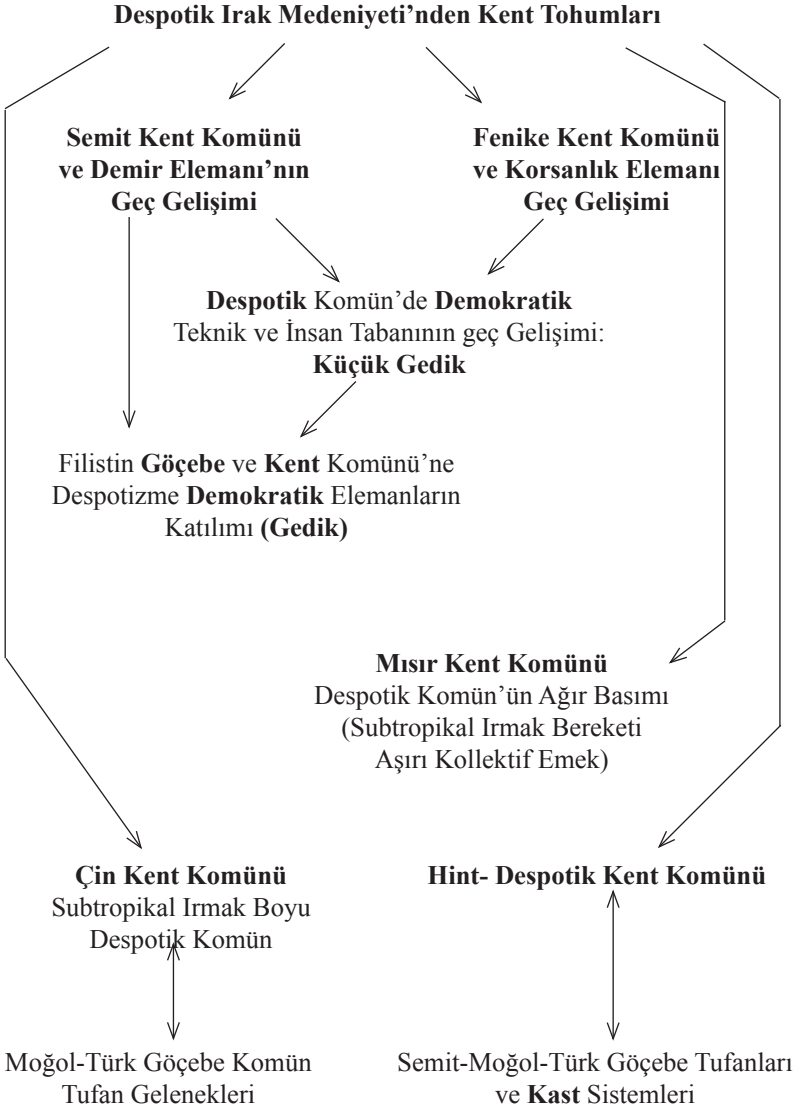 Despotik Irak Medeniyeti’nden Kent Tohumları
Semit Kent Komünü
ve Demir Elemanı’nın
Geç Gelişimi
Fenike Kent Komünü
ve Korsanlık Elemanı
Geç Gelişimi
Despotik Komün’de Demokratik
Teknik ve İnsan Tabanının geç Gelişimi:
Küçük Gedik
Filistin Göçebe ve Kent Komünü’ne
Despotizme Demokratik Elemanların
Katılımı (Gedik)
Mısır Kent Komünü
Despotik Komün’ün Ağır Basımı
(Subtropikal Irmak Bereketi
Aşırı Kollektif Emek)
Çin Kent Komünü
Subtropikal Irmak Boyu
Despotik Komün
Hint- Despotik Kent Komünü
Moğol-Türk Göçebe Komün
Tufan Gelenekleri
Semit-Moğol-Türk Göçebe Tufanları
ve Kast Sistemleri